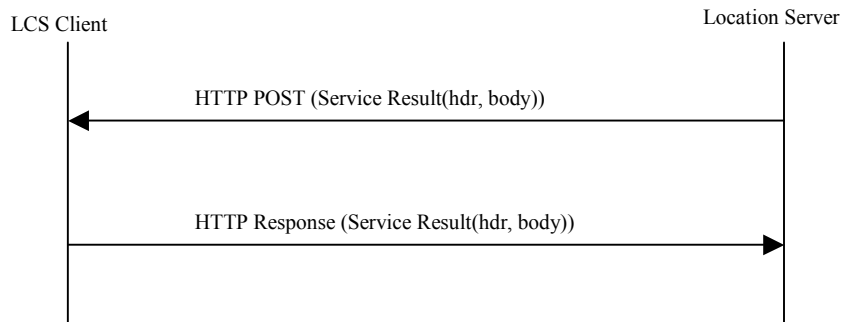 LCS Client
Location Server
HTTP POST (Service Result(hdr, body))
HTTP Response (Service Result(hdr, body))